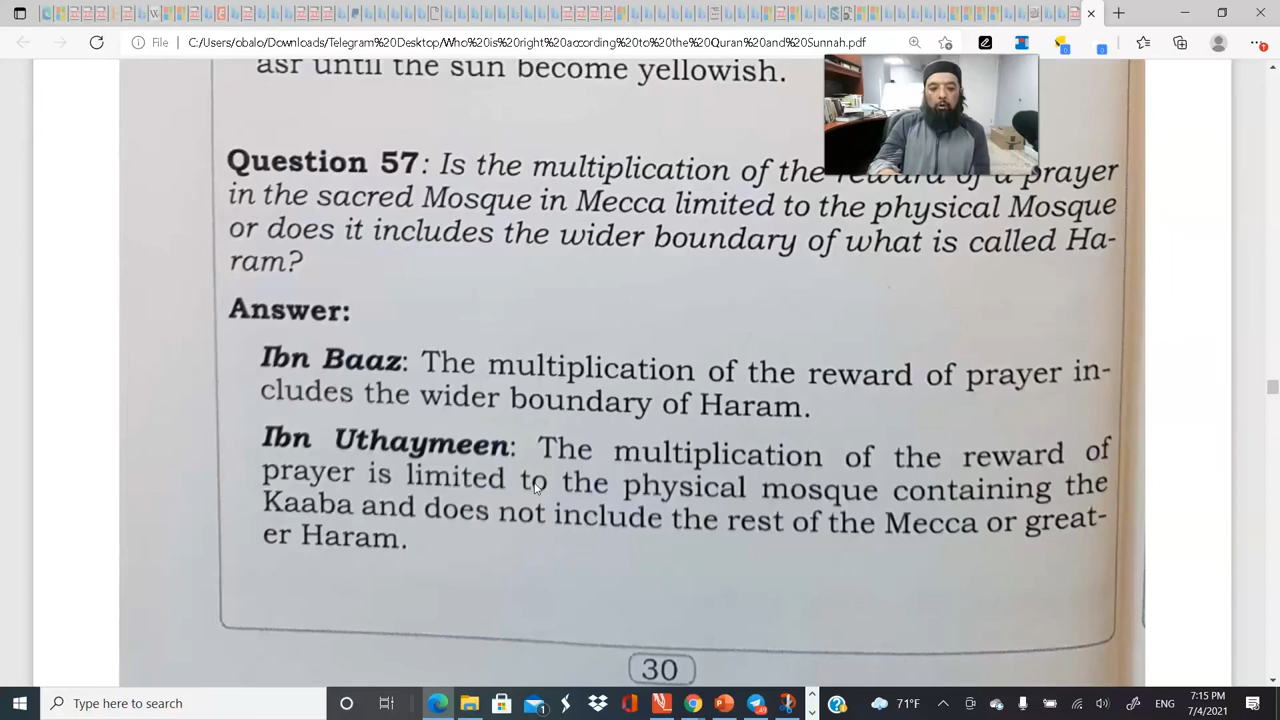 File
C:/Users/obalo/Downloads/Telegram%20Desktop/Who%20is%20right%20according%20to%20the%20Quran%20and%20Sunnah.pdf
asr until the sun become yellowish.
Question 57: Is the multiplication of the reward of a prayer
in the sacred Mosque in Mecca limited to the physical Mosque
or does it includes the wider boundary of what is called Ha-
ram?
Answer:
Ibn Baaz: The multiplication of the reward of prayer in-
cludes the wider boundary of Haram.
Ibn Uthaymeen: The multiplication of the reward of
prayer is limited to the physical mosque containing the
Kaaba and does not include the rest of the Mecca or great-
er Haram.
30
Type here to search
71°F
ENG
7:15 PM
7/4/2021